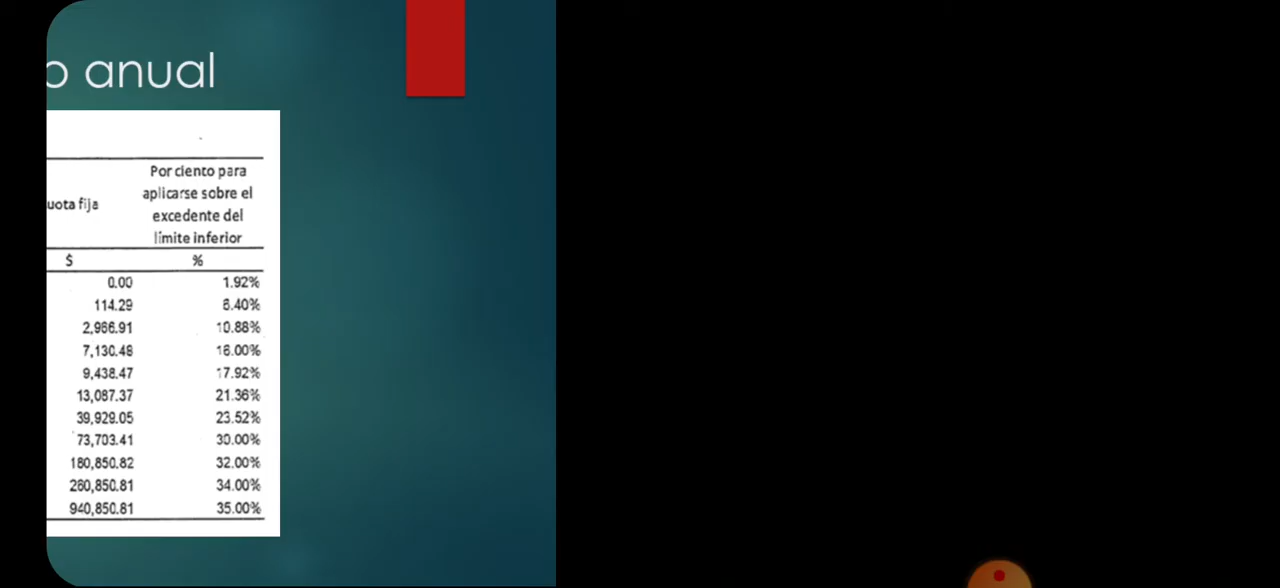 o anual
Por ciento para
aplicarse sobre el
uota fija
excedente del
límite inferior
$ %
0.00 1.92%
114.29 6.40%
2,966.91 10.88%
7,130.48 16.00%
9,438.47 17.92%
13,087.37 21.36%
39,929.05 23.52%
73,703.41 30.00%
180,850.82 32.00%
260,850.81 34.00%
940,850.81 35.00%